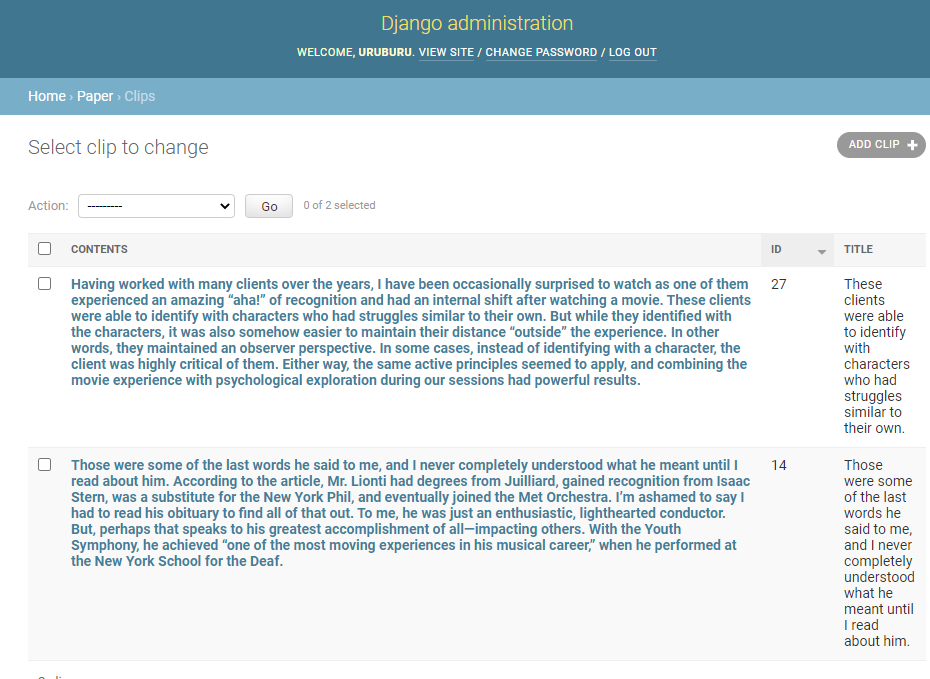 Django administration
WELCOME, URUBURU. VIEW SITE / CHANGE PASSWORD / LOG OUT
Home › Paper › Clips
Select clip to change
ADD CLIP +
Action: --------- Go 0 of 2 selected
CONTENTS ID TITLE
Having worked with many clients over the years, I have been occasionally surprised to watch as one of them
experienced an amazing “aha!” of recognition and had an internal shift after watching a movie. These clients
were able to identify with characters who had struggles similar to their own. But while they identified with
the characters, it was also somehow easier to maintain their distance “outside” the experience. In other
words, they maintained an observer perspective. In some cases, instead of identifying with a character, the
client was highly critical of them. Either way, the same active principles seemed to apply, and combining the
movie experience with psychological exploration during our sessions had powerful results.
27
These
clients
were able
to identify
with
characters
who had
struggles
similar to
their own.
Those were some of the last words he said to me, and I never completely understood what he meant until I
read about him. According to the article, Mr. Lionti had degrees from Juilliard, gained recognition from Isaac
Stern, was a substitute for the New York Phil, and eventually joined the Met Orchestra. I’m ashamed to say I
had to read his obituary to find all of that out. To me, he was just an enthusiastic, lighthearted conductor.
But, perhaps that speaks to his greatest accomplishment of all—impacting others. With the Youth
Symphony, he achieved “one of the most moving experiences in his musical career,” when he performed at
the New York School for the Deaf.
14
Those
were some
of the last
words he
said to me,
and I never
completely
understood
what he
meant until
I read
about him.